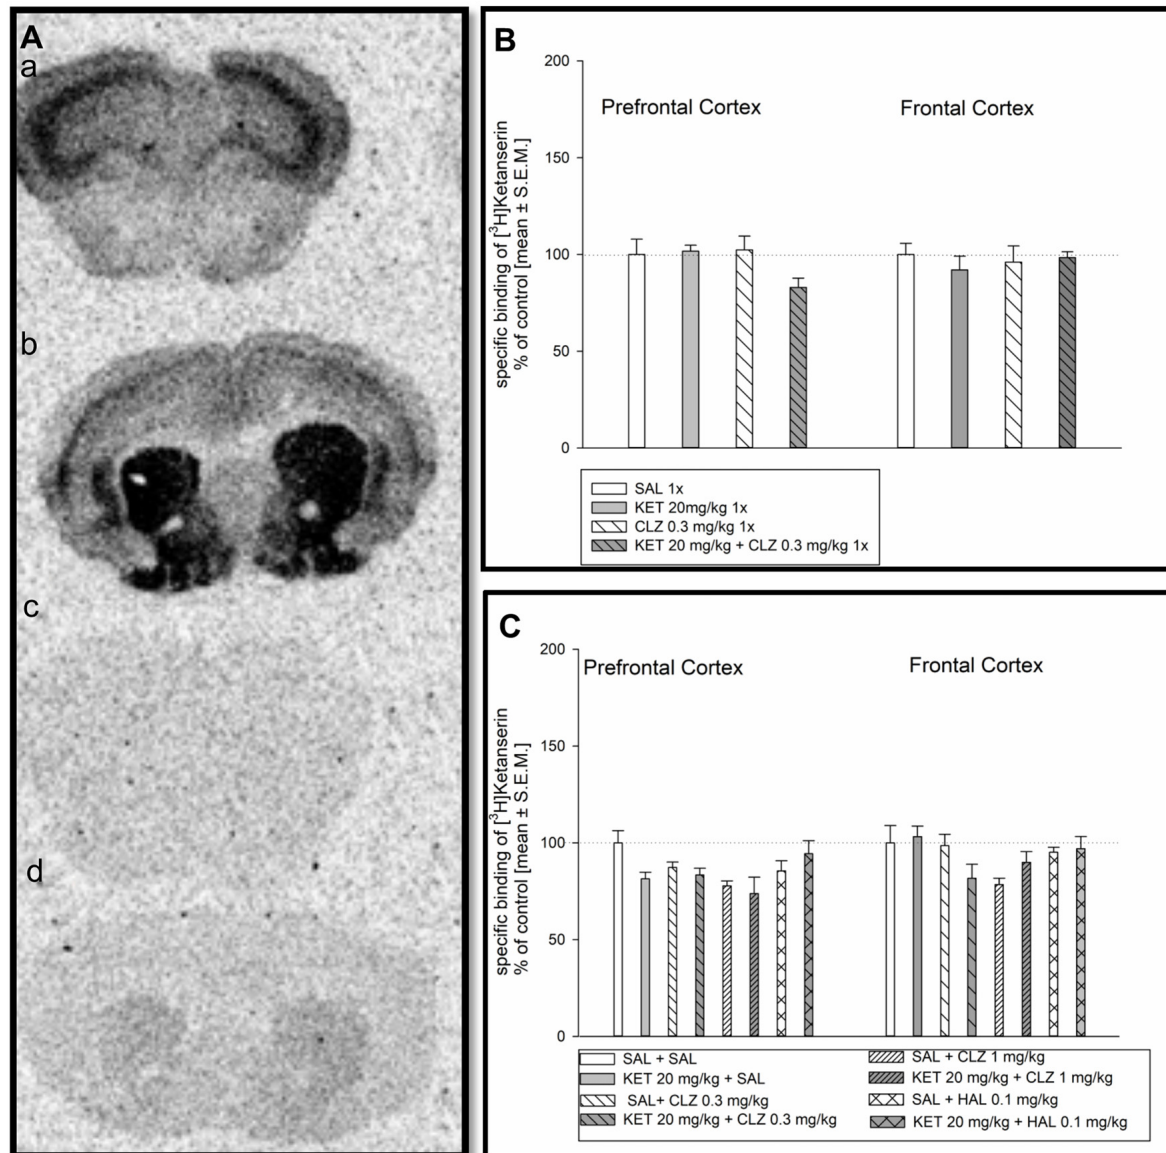 A
a
b
c
d
B
200
150
100
50
0
specific binding of [³H]Ketanserin
% of control [mean ± S.E.M.]
Prefrontal Cortex
Frontal Cortex
SAL 1x
KET 20mg/kg 1x
CLZ 0.3 mg/kg 1x
KET 20 mg/kg + CLZ 0.3 mg/kg 1x
C
200
150
100
50
0
specific binding of [³H]Ketanserin
% of control [mean ± S.E.M.]
Prefrontal Cortex
Frontal Cortex
SAL + SAL
KET 20 mg/kg + SAL
SAL+ CLZ 0.3 mg/kg
KET 20 mg/kg + CLZ 0.3 mg/kg
SAL + CLZ 1 mg/kg
KET 20 mg/kg + CLZ 1 mg/kg
SAL + HAL 0.1 mg/kg
KET 20 mg/kg + HAL 0.1 mg/kg